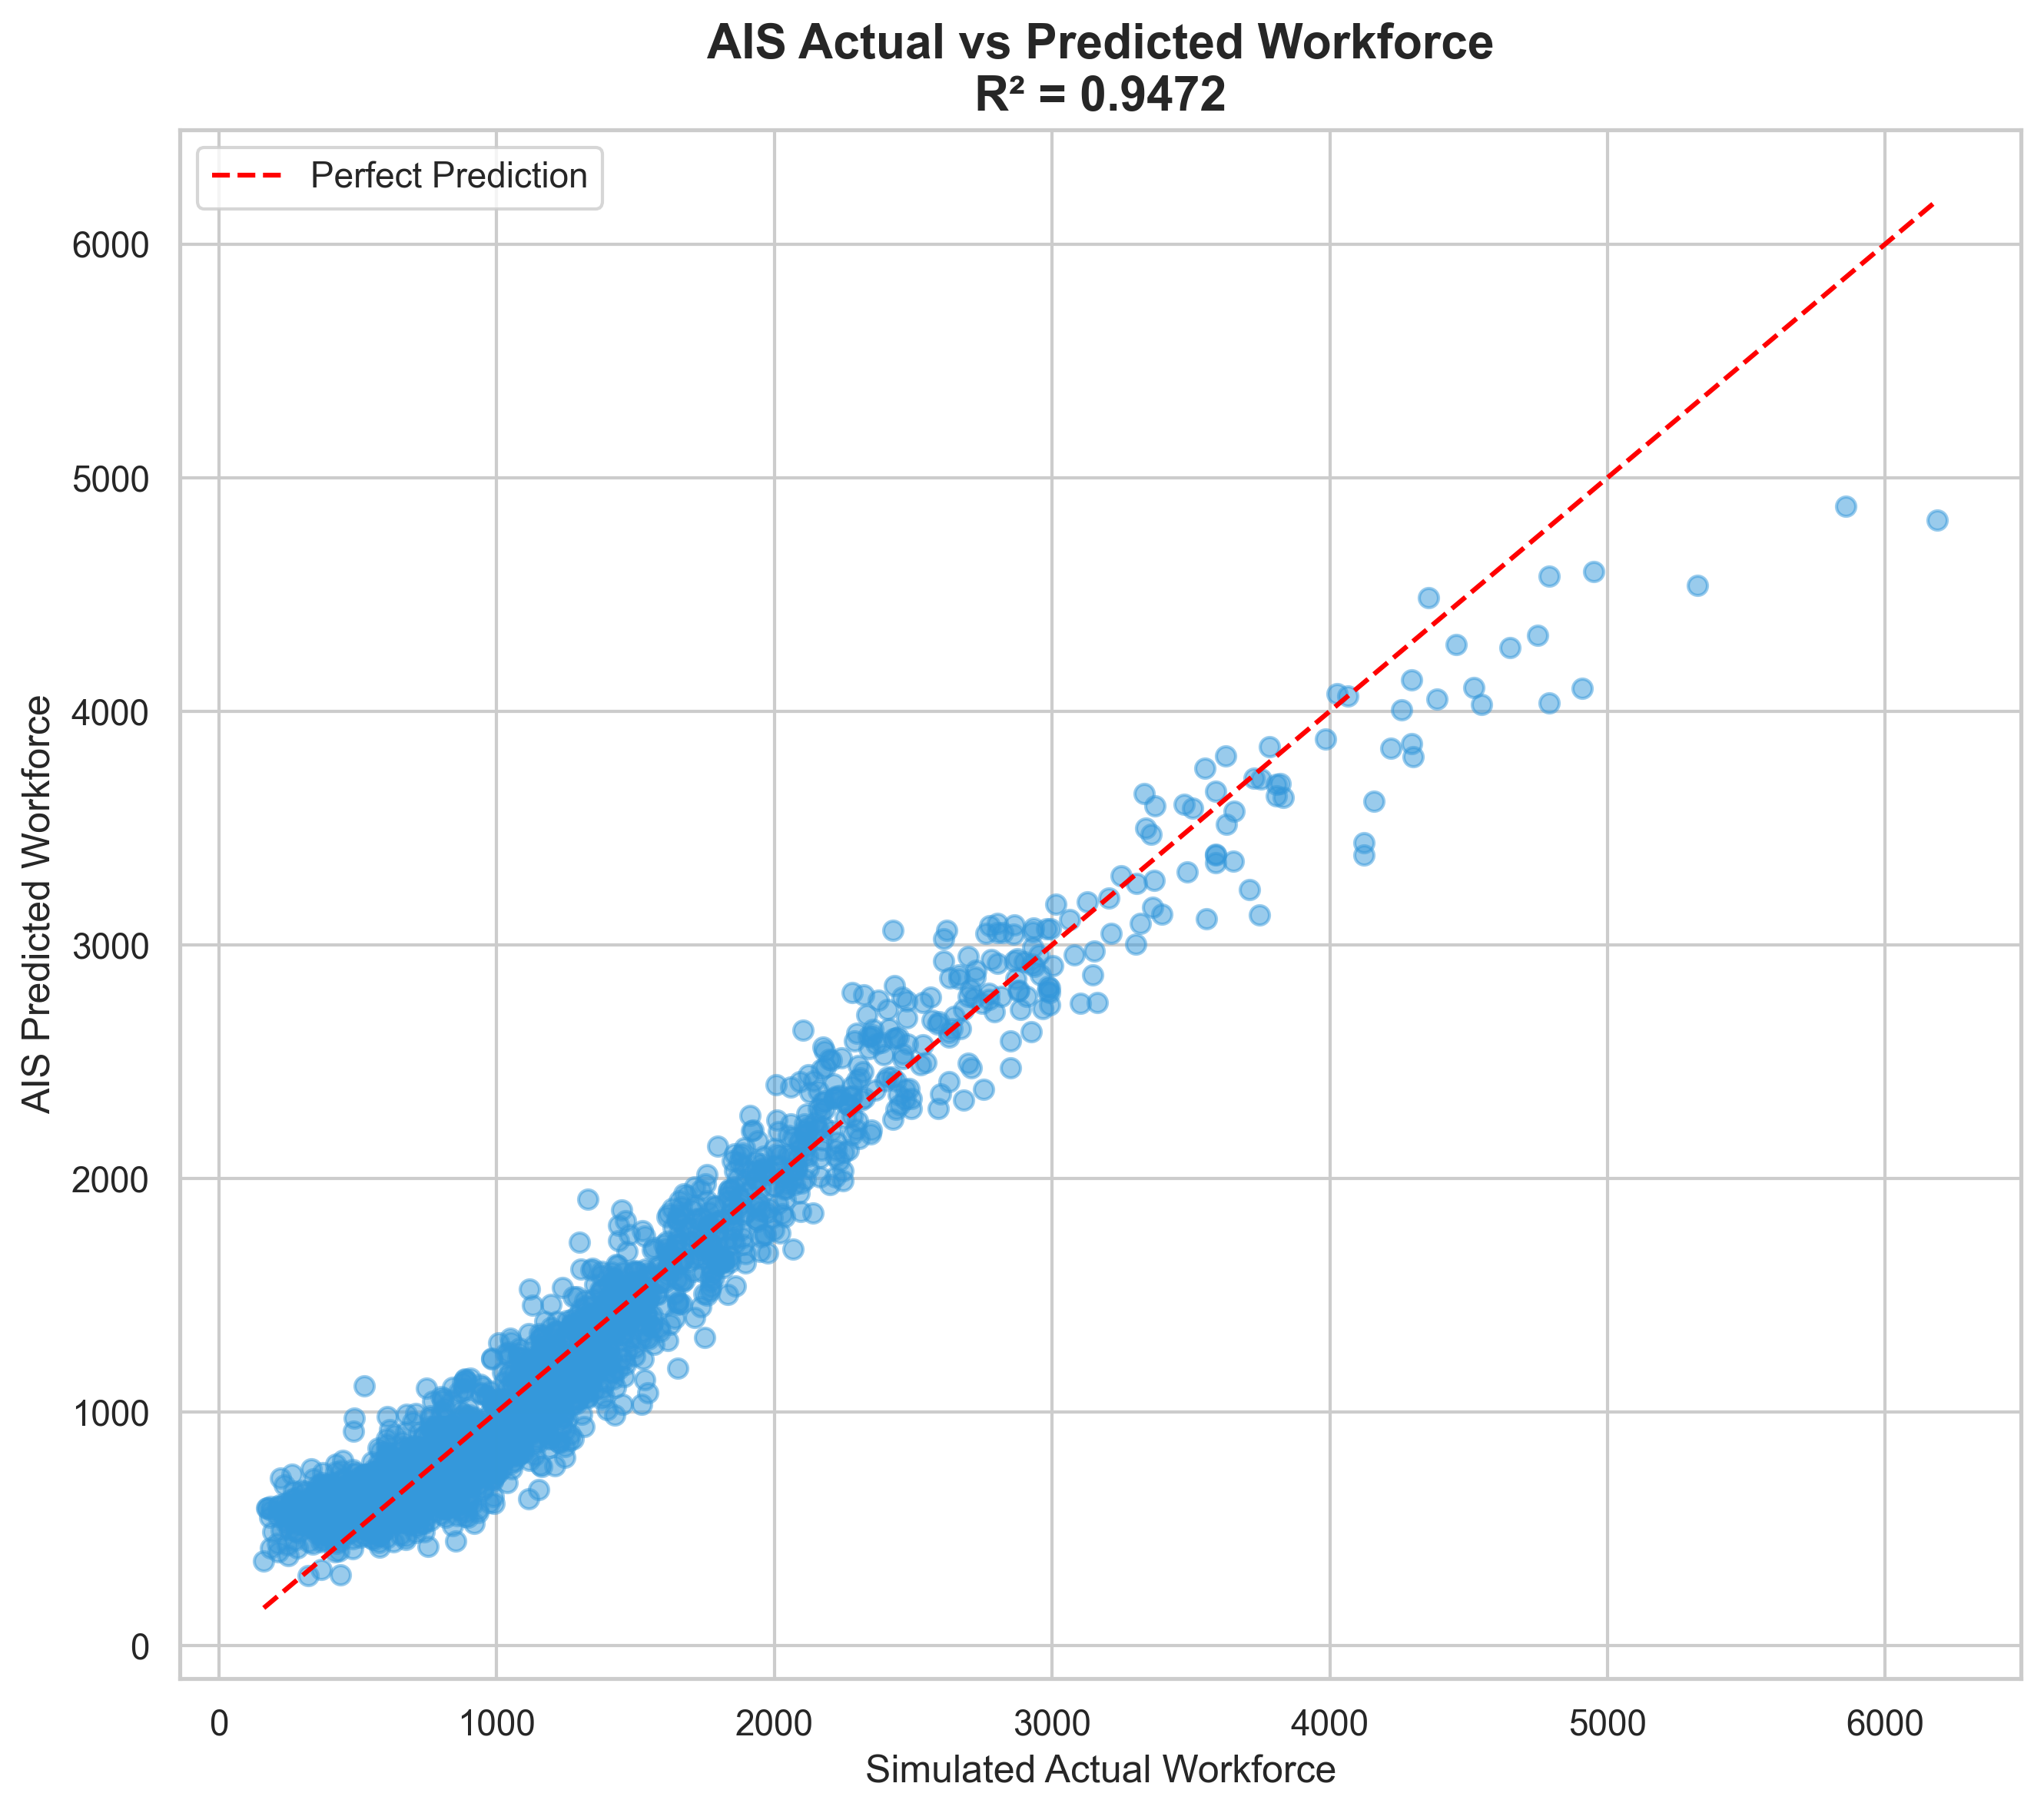 AIS Actual vs Predicted Workforce
R² = 0.9472
Perfect Prediction
6000
5000
4000
3000
2000
1000
0
AIS Predicted Workforce
0 1000 2000 3000 4000 5000 6000
Simulated Actual Workforce